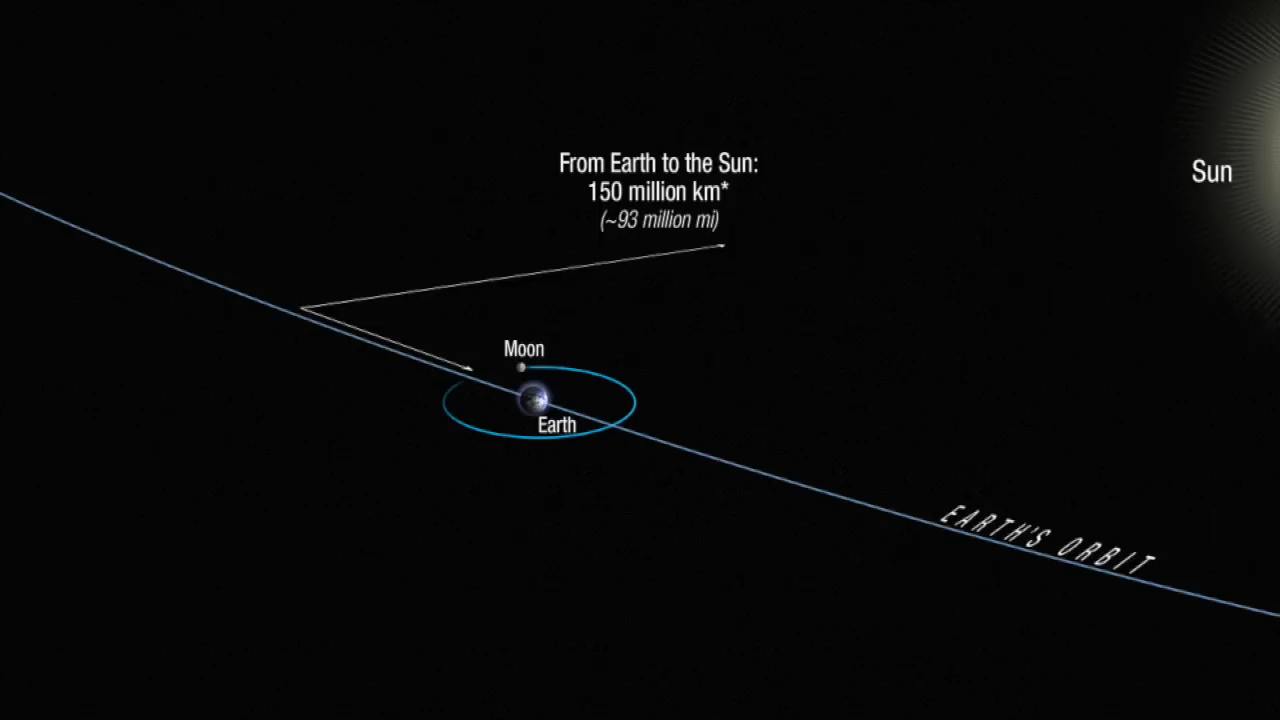 From Earth to the Sun:
150 million km*
(~93 million mi)
Sun
Moon
Earth
EARTH'S ORBIT